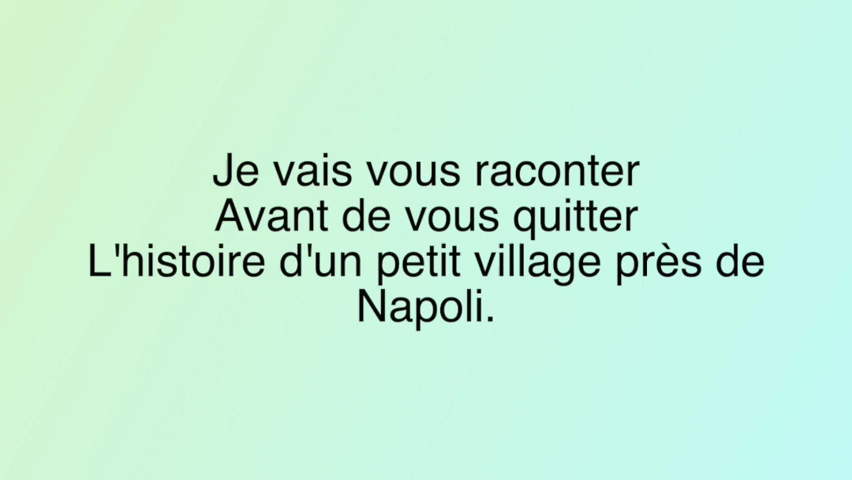 Je vais vous raconter
Avant de vous quitter
L'histoire d'un petit village près de
Napoli.